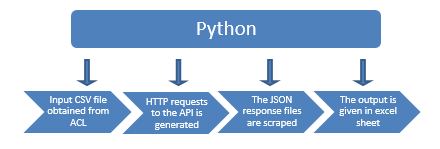 Python
Input CSV file
obtained from
ACL
HTTP requests
to the API is
generated
The JSON
response files
are scraped
The output is
given in excel
sheet